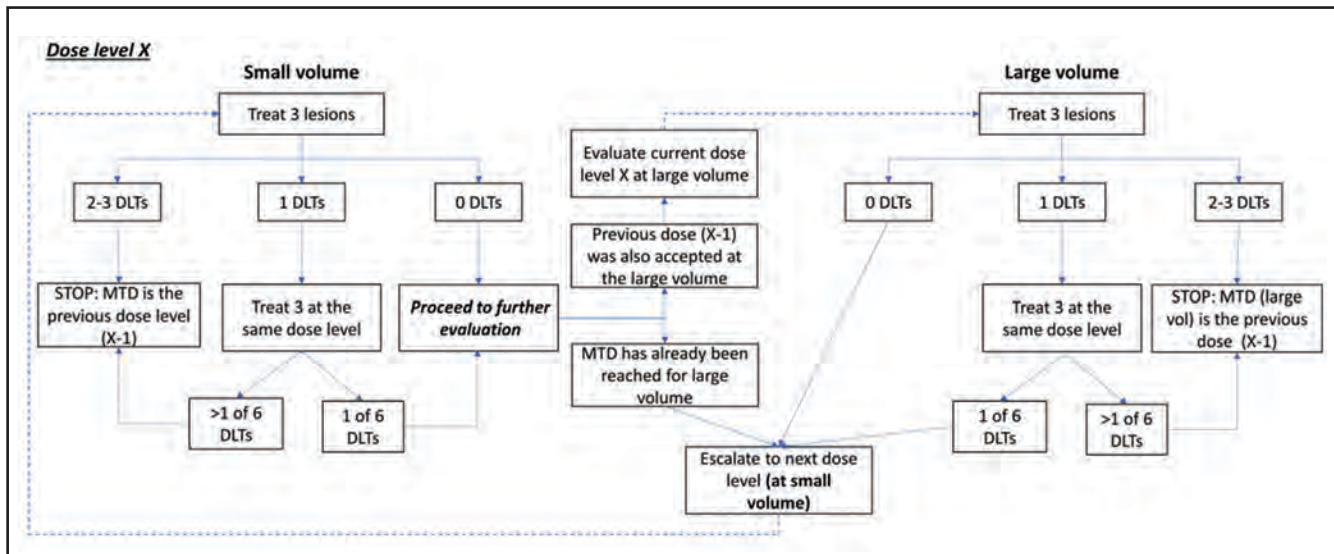 Dose level X
Small volume
Treat 3 lesions
2-3 DLTs
1 DLTs
0 DLTs
STOP: MTD is the
previous dose level
(X-1)
Treat 3 at the
same dose level
Proceed to further
evaluation
>1 of 6
DLTs
1 of 6
DLTs
Evaluate current dose
level X at large volume
Previous dose (X-1)
was also accepted at
the large volume
MTD has already been
reached for large
volume
Escalate to next dose
level (at small
volume)
Large volume
Treat 3 lesions
0 DLTs
1 DLTs
2-3 DLTs
Treat 3 at the
same dose level
STOP: MTD (large
vol) is the previous
dose (X-1)
1 of 6
DLTs
>1 of 6
DLTs